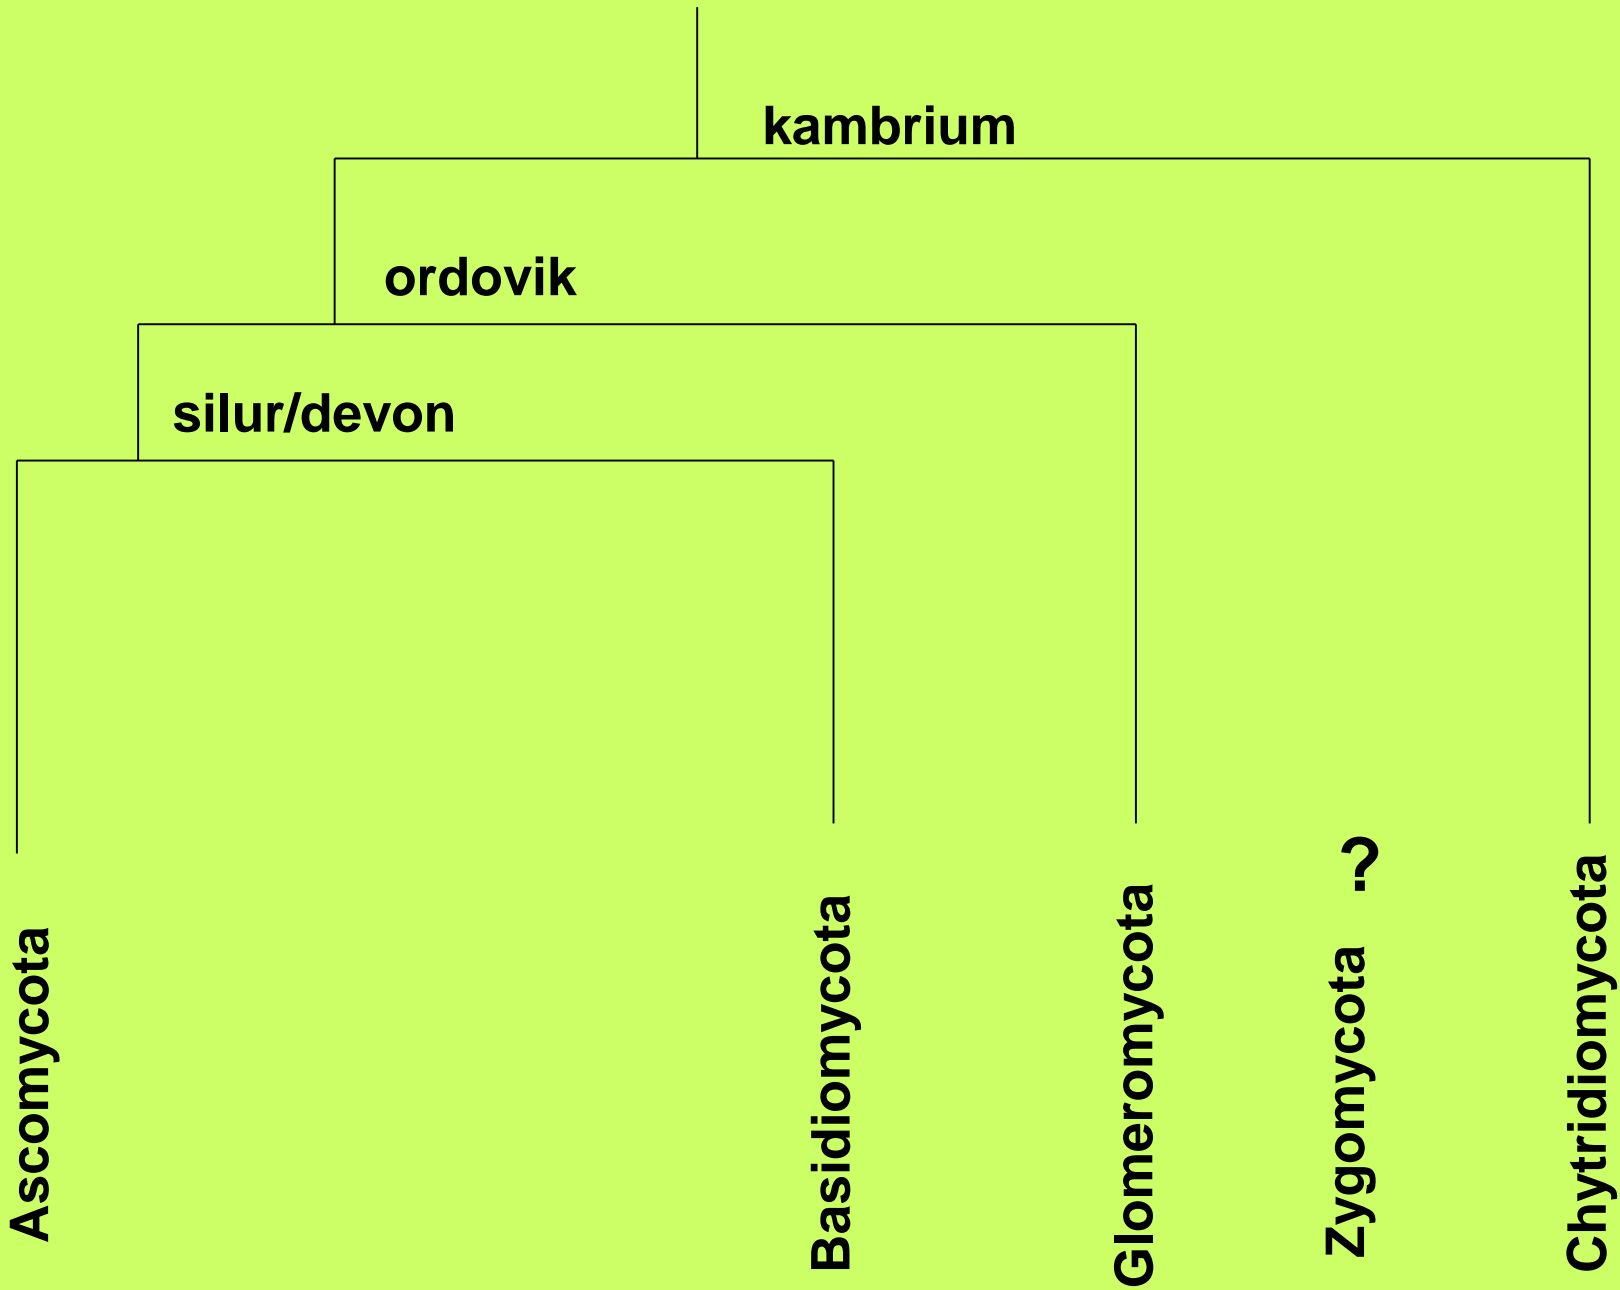 kambrium
ordovik
silur/devon
Ascomycota
Basidiomycota
Glomeromycota
Zygomycota ?
Chytridiomycota